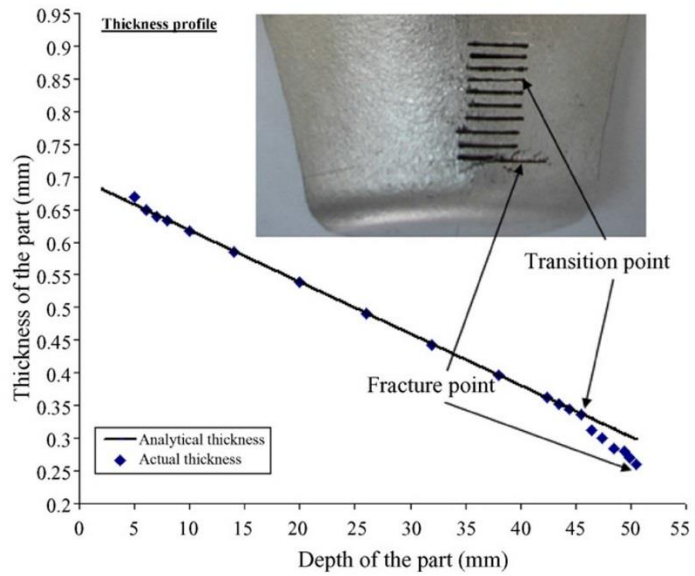 Thickness profile
Thickness of the part (mm)
0.95
0.9
0.85
0.8
0.75
0.7
0.65
0.6
0.55
0.5
0.45
0.4
0.35
0.3
0.25
0.2
Transition point
Fracture point
Analytical thickness
Actual thickness
0 5 10 15 20 25 30 35 40 45 50 55
Depth of the part (mm)